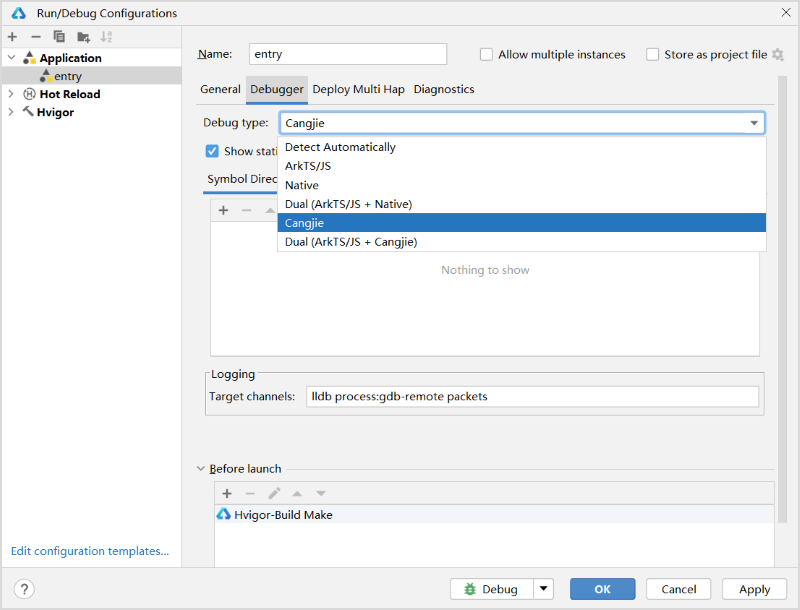 Run/Debug Configurations
Application
entry
Hot Reload
Hvigor
Edit configuration templates...
Name:
entry
Allow multiple instances
Store as project file
General
Debugger
Deploy Multi Hap
Diagnostics
Debug type:
Cangjie
Show stati
Detect Automatically
ArkTS/JS
Native
Dual (ArkTS/JS + Native)
Cangjie
Dual (ArkTS/JS + Cangjie)
Symbol Direc
Nothing to show
Logging
Target channels:
lldb process:gdb-remote packets
Before launch
Hvigor-Build Make
?
Debug
OK
Cancel
Apply